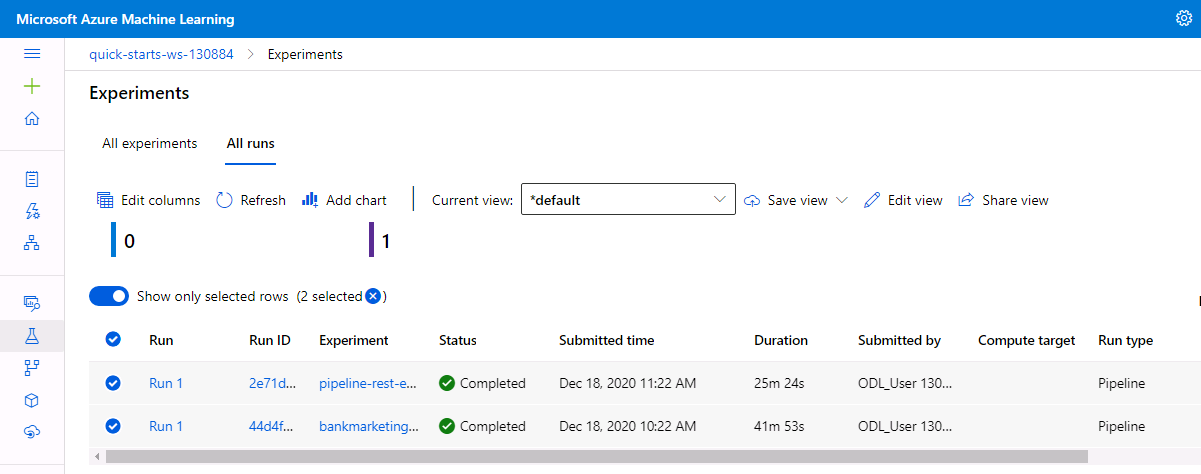 Microsoft Azure Machine Learning
quick-starts-ws-130884 > Experiments
Experiments
All experiments All runs
Edit columns Refresh Add chart Current view: *default Save view Edit view Share view
0 1
Show only selected rows (2 selected )
Run Run ID Experiment Status Submitted time Duration Submitted by Compute target Run type
Run 1 2e71d... pipeline-rest-e... Completed Dec 18, 2020 11:22 AM 25m 24s ODL_User 130... Pipeline
Run 1 44d4f... bankmarketing... Completed Dec 18, 2020 10:22 AM 41m 53s ODL_User 130... Pipeline